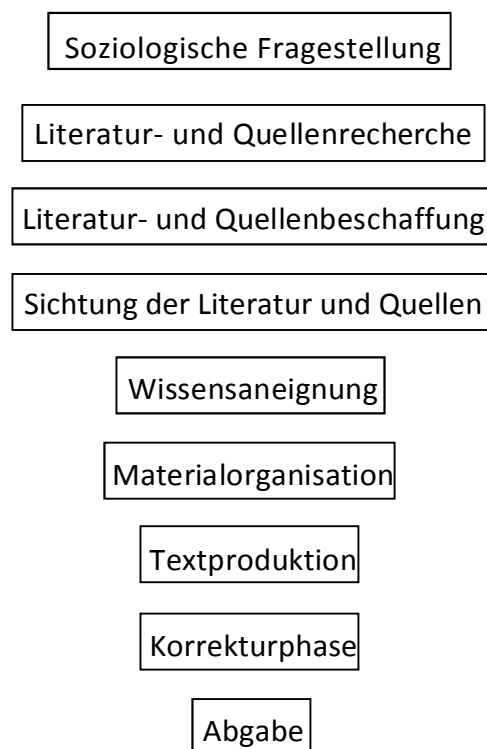 Soziologische Fragestellung
Literatur- und Quellenrecherche
Literatur- und Quellenbeschaffung
Sichtung der Literatur und Quellen
Wissensaneignung
Materialorganisation
Textproduktion
Korrekturphase
Abgabe